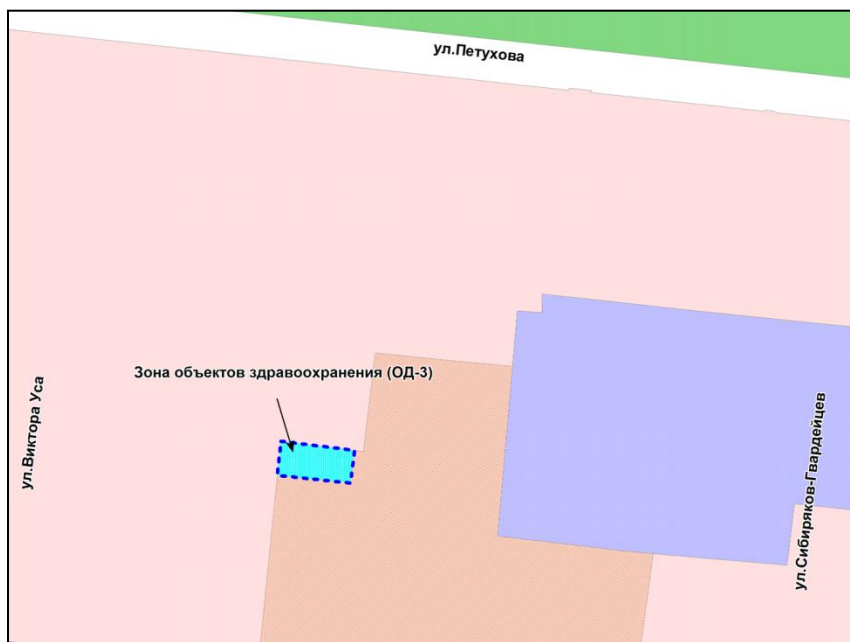 ул.Петухова
Зона объектов здравоохранения (ОД-3)
ул.Виктора Уса
ул.Сибиряков-Гвардейцев